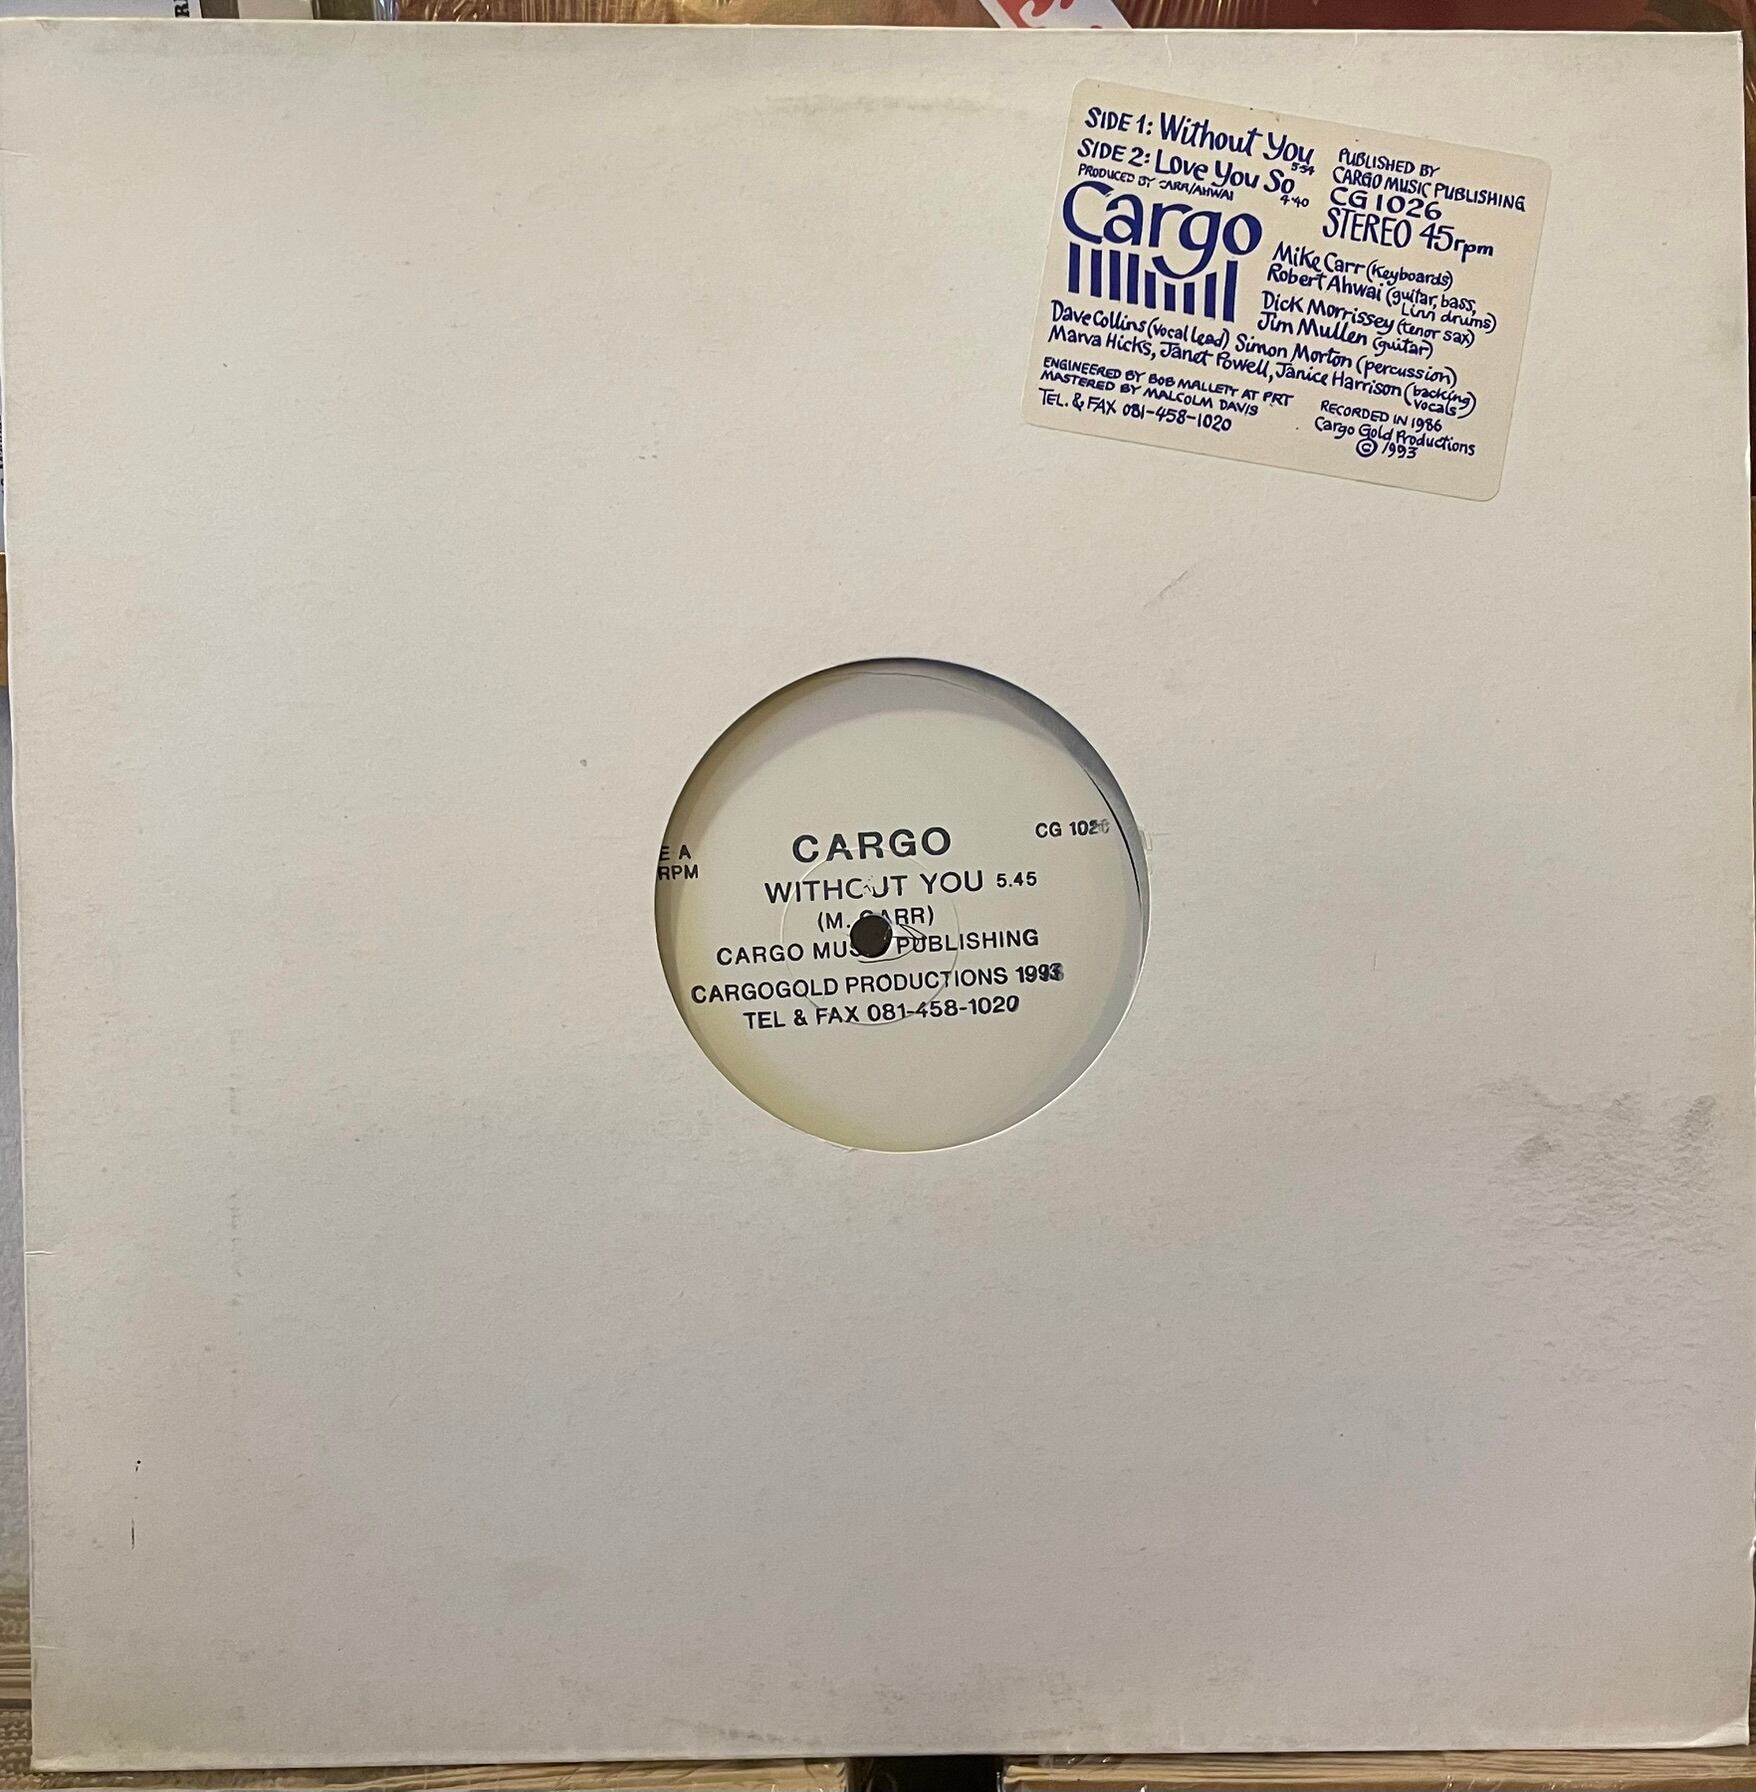 SIDE 1: Without You
5·54
SIDE 2: Love You So
4·40
PRODUCED BY CARR/AHWAI
PUBLISHED BY
CARGO MUSIC PUBLISHING
CG 1026
STEREO 45rpm
Cargo
Mike Carr (Keyboards)
Robert Ahwai (guitar, bass,
Linn drums)
Dick Morrissey (tenor sax)
Jim Mullen (guitar)
Dave Collins (vocal lead) Simon Morton (percussion)
Marva Hicks, Janet Powell, Janice Harrison (backing
vocals)
ENGINEERED BY BOB MALLETT AT PRT
MASTERED BY MALCOLM DAVIS
TEL. & FAX 081-458-1020
RECORDED IN 1986
Cargo Gold Productions
© 1993
E A
RPM
CARGO
CG 1026
WITHOUT YOU 5.45
(M. CARR)
CARGO MUSIC PUBLISHING
CARGOGOLD PRODUCTIONS 1993
TEL & FAX 081-458-1020